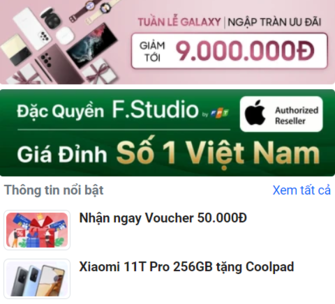 TUẦN LỄ GALAXY | NGẬP TRÀN ƯU ĐÃI
GIẢM TỚI 9.000.000Đ
Đặc Quyền F.Studio by FPT
Authorized Reseller
Giá Đỉnh Số 1 Việt Nam
Thông tin nổi bật Xem tất cả
Nhận ngay Voucher 50.000Đ
Xiaomi 11T Pro 256GB tặng Coolpad